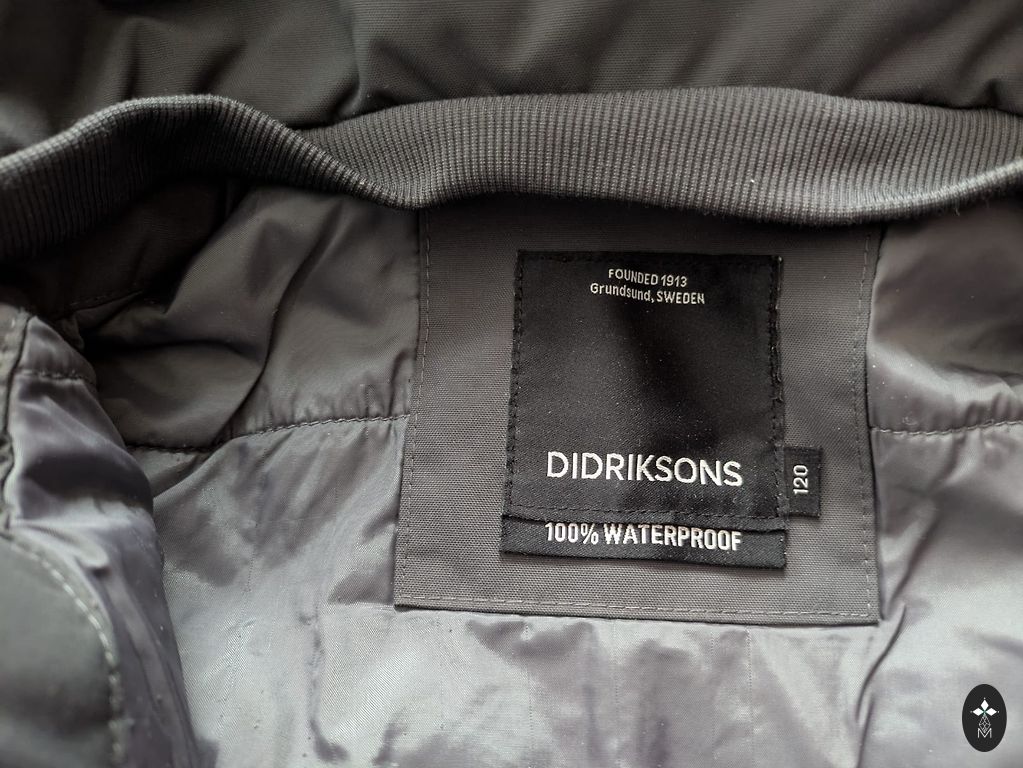 FOUNDED 1913
Grundsund, SWEDEN
DIDRIKSONS
120
100% WATERPROOF
M